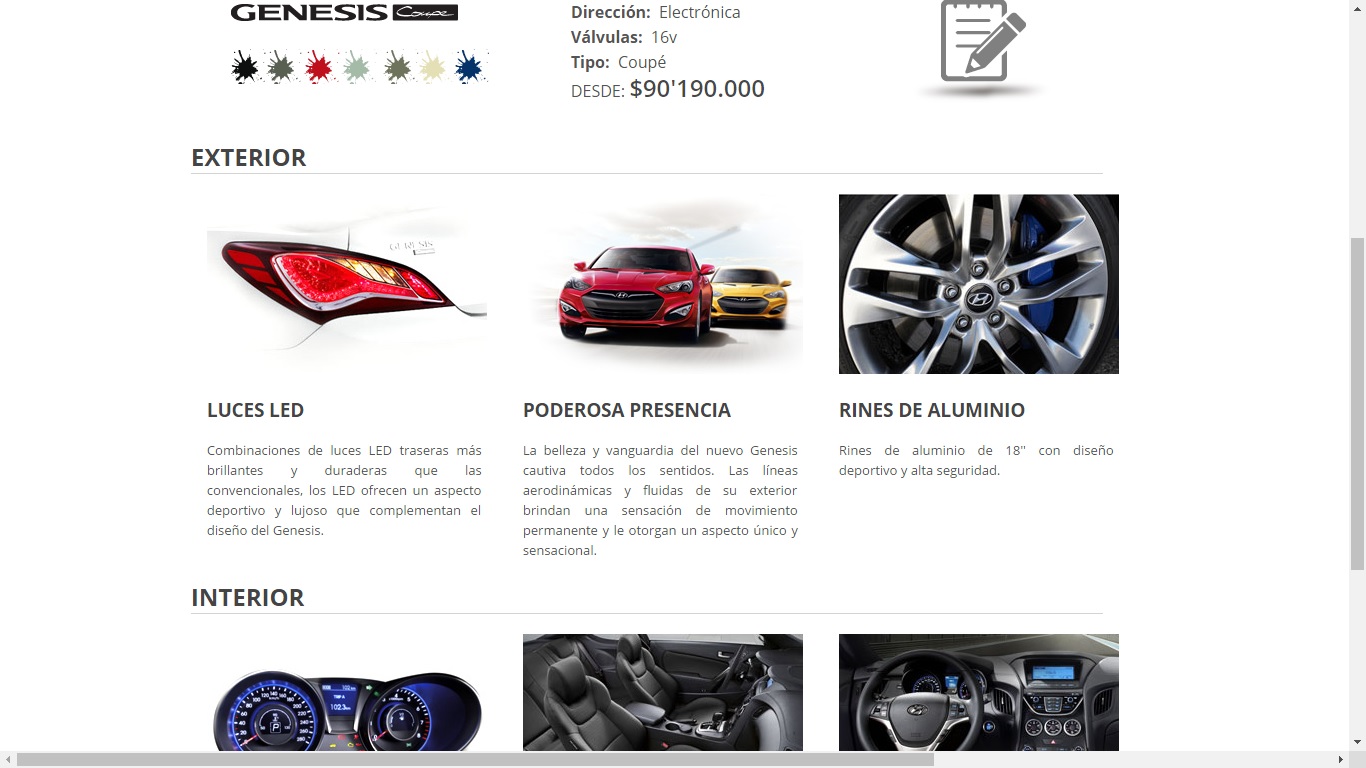 GENESIS Coupe
Dirección: Electrónica
Válvulas: 16v
Tipo: Coupé
DESDE: $90'190.000
EXTERIOR
GENESIS
LUCES LED
Combinaciones de luces LED traseras más
brillantes y duraderas que las
convencionales, los LED ofrecen un aspecto
deportivo y lujoso que complementan el
diseño del Genesis.
PODEROSA PRESENCIA
La belleza y vanguardia del nuevo Genesis
cautiva todos los sentidos. Las líneas
aerodinámicas y fluidas de su exterior
brindan una sensación de movimiento
permanente y le otorgan un aspecto único y
sensacional.
RINES DE ALUMINIO
Rines de aluminio de 18" con diseño
deportivo y alta seguridad.
INTERIOR
TRIP A
102.3km